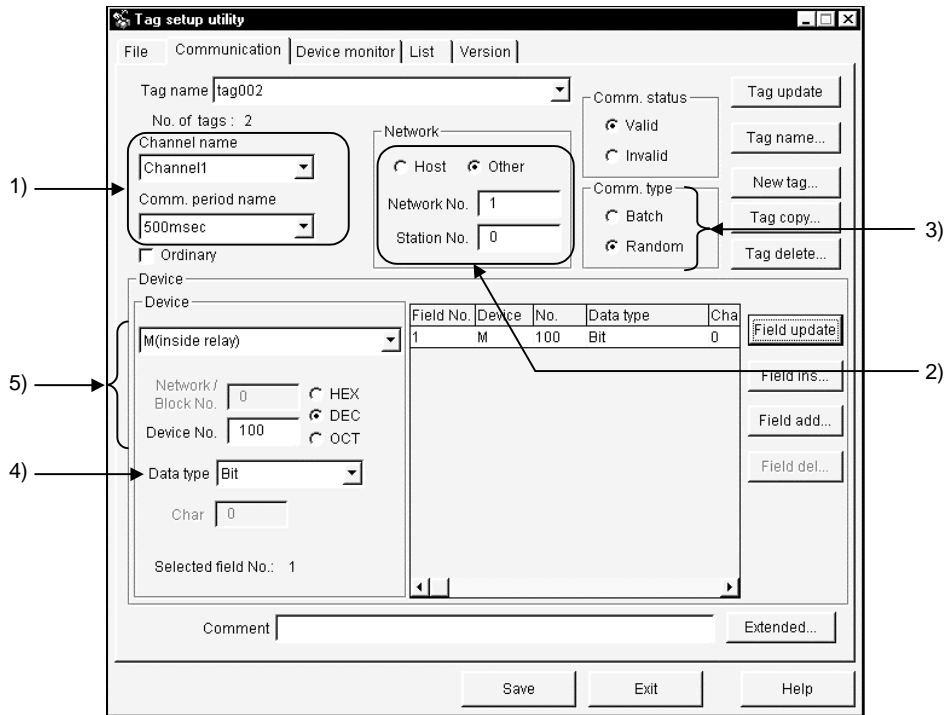 Tag setup utility
File Communication Device monitor List Version
Tag name tag002
No. of tags : 2
Channel name
Channel1
Comm. period name
500msec
Ordinary
Network
Host Other
Network No. 1
Station No. 0
Comm. status
Valid
Invalid
Comm. type
Batch
Random
Tag update
Tag name...
New tag...
Tag copy...
Tag delete...
1)
3)
Device
Device
M(inside relay)
Network /
Block No. 0
HEX
DEC
OCT
Device No. 100
Data type Bit
Char 0
Selected field No.: 1
5)
4)
Field No. Device No. Data type Cha
1 M 100 Bit 0
Field update
Field ins...
Field add...
Field del...
2)
Comment
Extended...
Save Exit Help